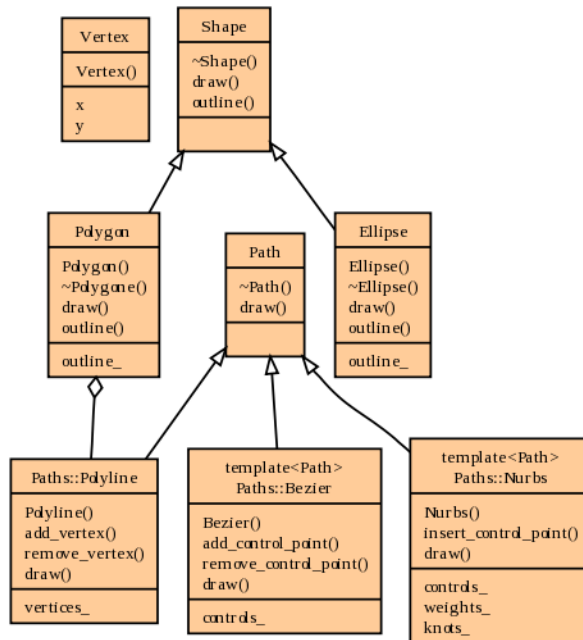 Vertex
Vertex()
x
y
Shape
~Shape()
draw()
outline()
Polygon
Polygon()
~Polygone()
draw()
outline()
outline_
Path
~Path()
draw()
Ellipse
Ellipse()
~Ellipse()
draw()
outline()
outline_
Paths::Polyline
Polyline()
add_vertex()
remove_vertex()
draw()
vertices_
template<Path>
Paths::Bezier
Bezier()
add_control_point()
remove_control_point()
draw()
controls_
template<Path>
Paths::Nurbs
Nurbs()
insert_control_point()
draw()
controls_
weights_
knots_